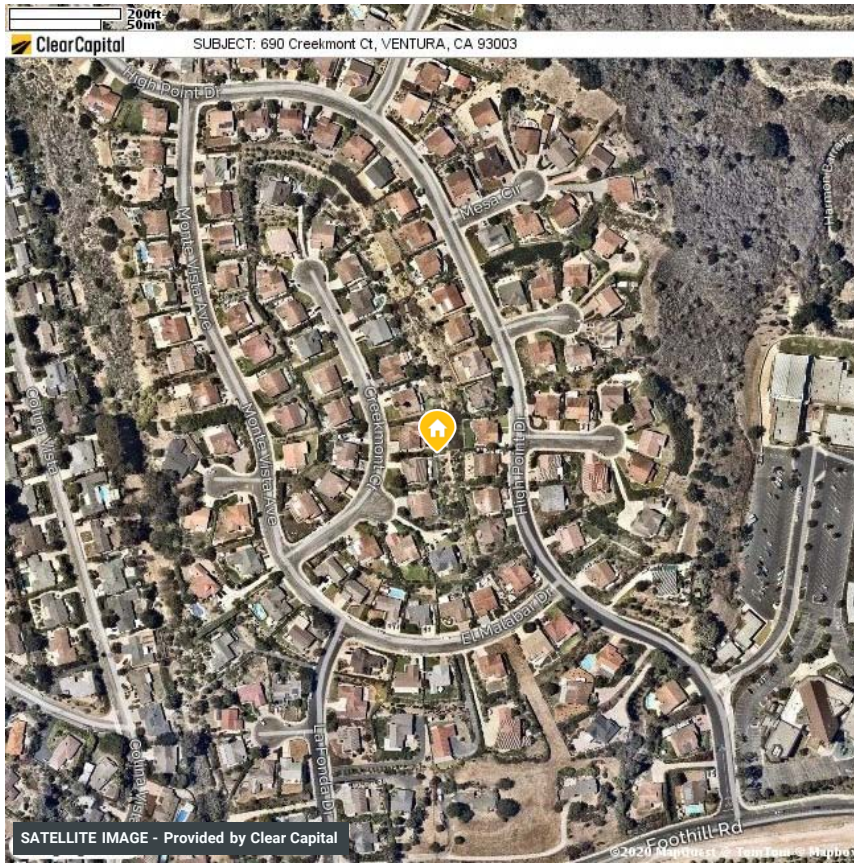 200ft
50m
ClearCapital
SUBJECT: 690 Creekmont Ct, VENTURA, CA 93003
High Point Dr
Mesa Cir
Harmon Barranca
Monte Vista Ave
Colina Vista
Creekmont Ct
Monte Vista Ave
High Point Dr
El Malabar Dr
La Fonda Dr
Colina Vista
Foothill Rd
SATELLITE IMAGE - Provided by Clear Capital
©2020 MapQuest © TomTom © Mapbox